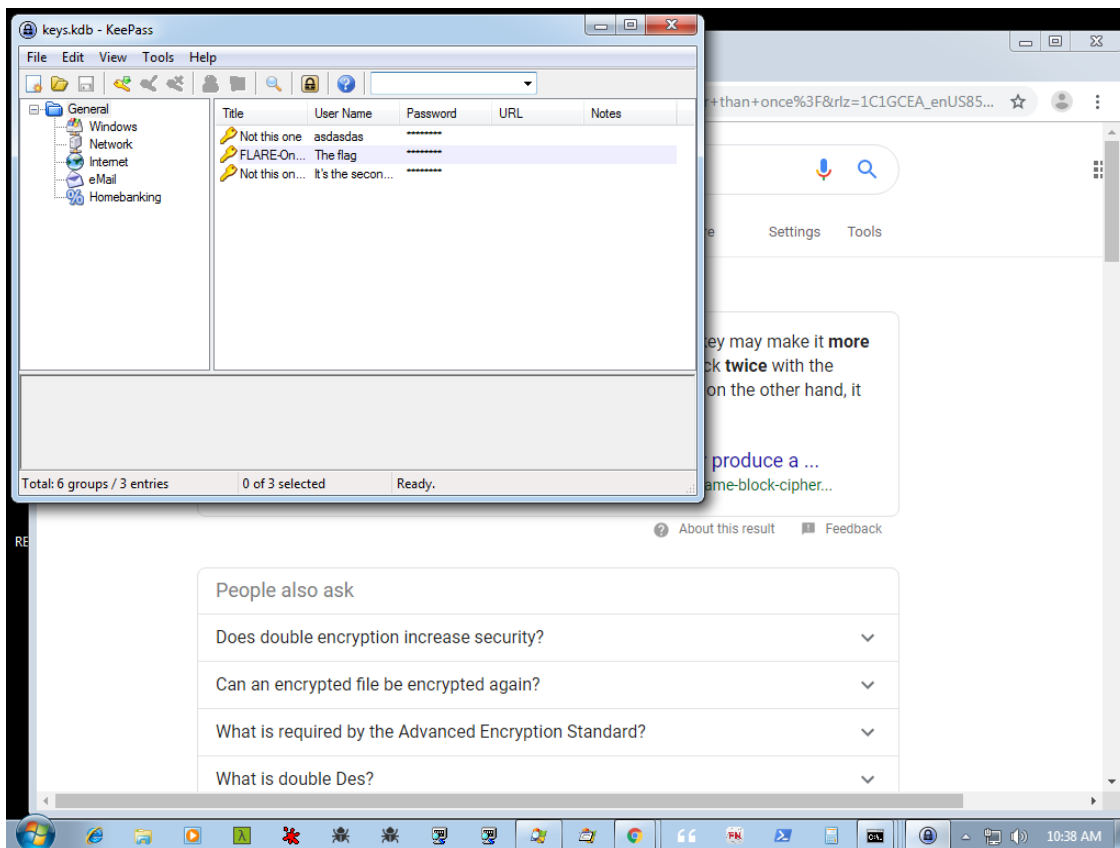 keys.kdb - KeePass
File Edit View Tools Help
General
Windows
Network
Internet
eMail
Homebanking
Title User Name Password URL Notes
Not this one asdasdas ********
FLARE-On... The flag ********
Not this on... It's the secon... ********
Total: 6 groups / 3 entries 0 of 3 selected Ready.
r+than+once%3F&rlz=1C1GCEA_enUS85...
Settings Tools
key may make it more
ck twice with the
on the other hand, it
produce a ...
ame-block-cipher...
About this result Feedback
RE
People also ask
Does double encryption increase security?
Can an encrypted file be encrypted again?
What is required by the Advanced Encryption Standard?
What is double Des?
10:38 AM